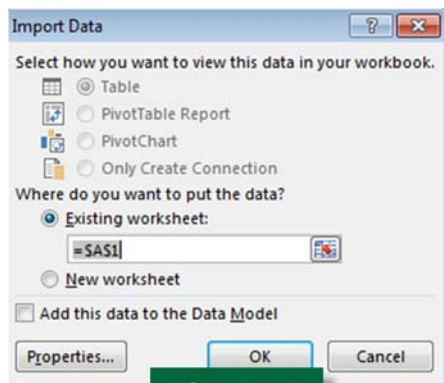 Import Data
Select how you want to view this data in your workbook.
Table
PivotTable Report
PivotChart
Only Create Connection
Where do you want to put the data?
Existing worksheet:
=$A$1
New worksheet
Add this data to the Data Model
Properties... OK Cancel